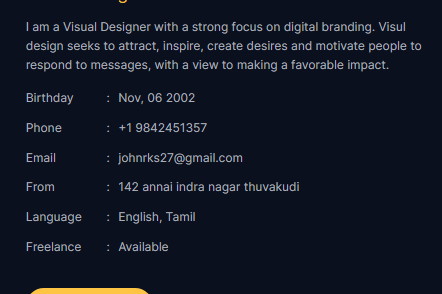 I am a Visual Designer with a strong focus on digital branding. Visul
design seeks to attract, inspire, create desires and motivate people to
respond to messages, with a view to making a favorable impact.
Birthday : Nov, 06 2002
Phone : +1 9842451357
Email : johnrks27@gmail.com
From : 142 annai indra nagar thuvakudi
Language : English, Tamil
Freelance : Available